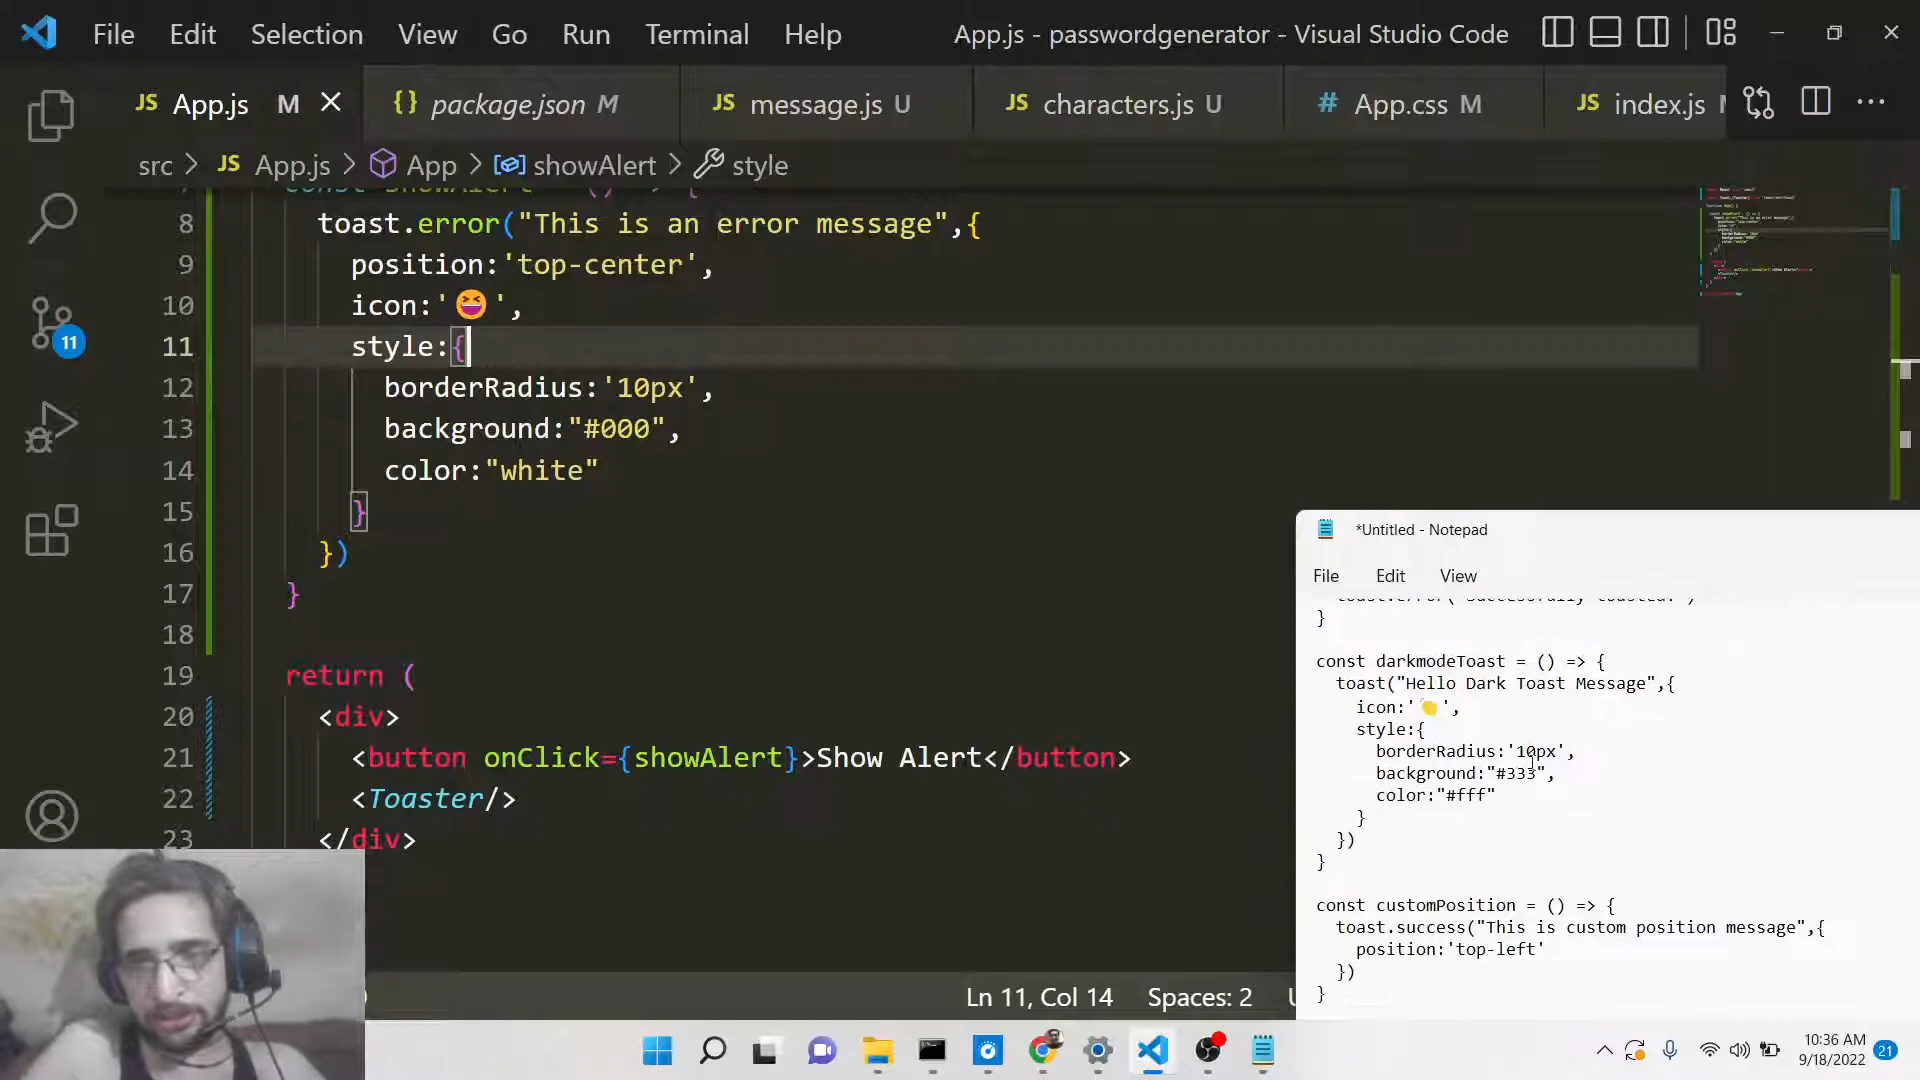 File Edit Selection View Go Run Terminal Help App.js - passwordgenerator - Visual Studio Code
JS App.js M {} package.json M JS message.js U JS characters.js U # App.css M JS index.js
src > JS App.js > App > showAlert > style
const showAlert = () => {
8 toast.error("This is an error message",{
9 position:'top-center',
10 icon:'😆',
11 style:{
12 borderRadius:'10px',
13 background:"#000",
14 color:"white"
15 }
16 })
17 }
18
19 return (
20 <div>
21 <button onClick={showAlert}>Show Alert</button>
22 <Toaster/>
23 </div>
11
*Untitled - Notepad
File Edit View
}
const darkmodeToast = () => {
toast("Hello Dark Toast Message",{
icon:'👏',
style:{
borderRadius:'10px',
background:"#333",
color:"#fff"
}
})
}
const customPosition = () => {
toast.success("This is custom position message",{
position:'top-left'
})
}
Ln 11, Col 14 Spaces: 2
10:36 AM
9/18/2022
21